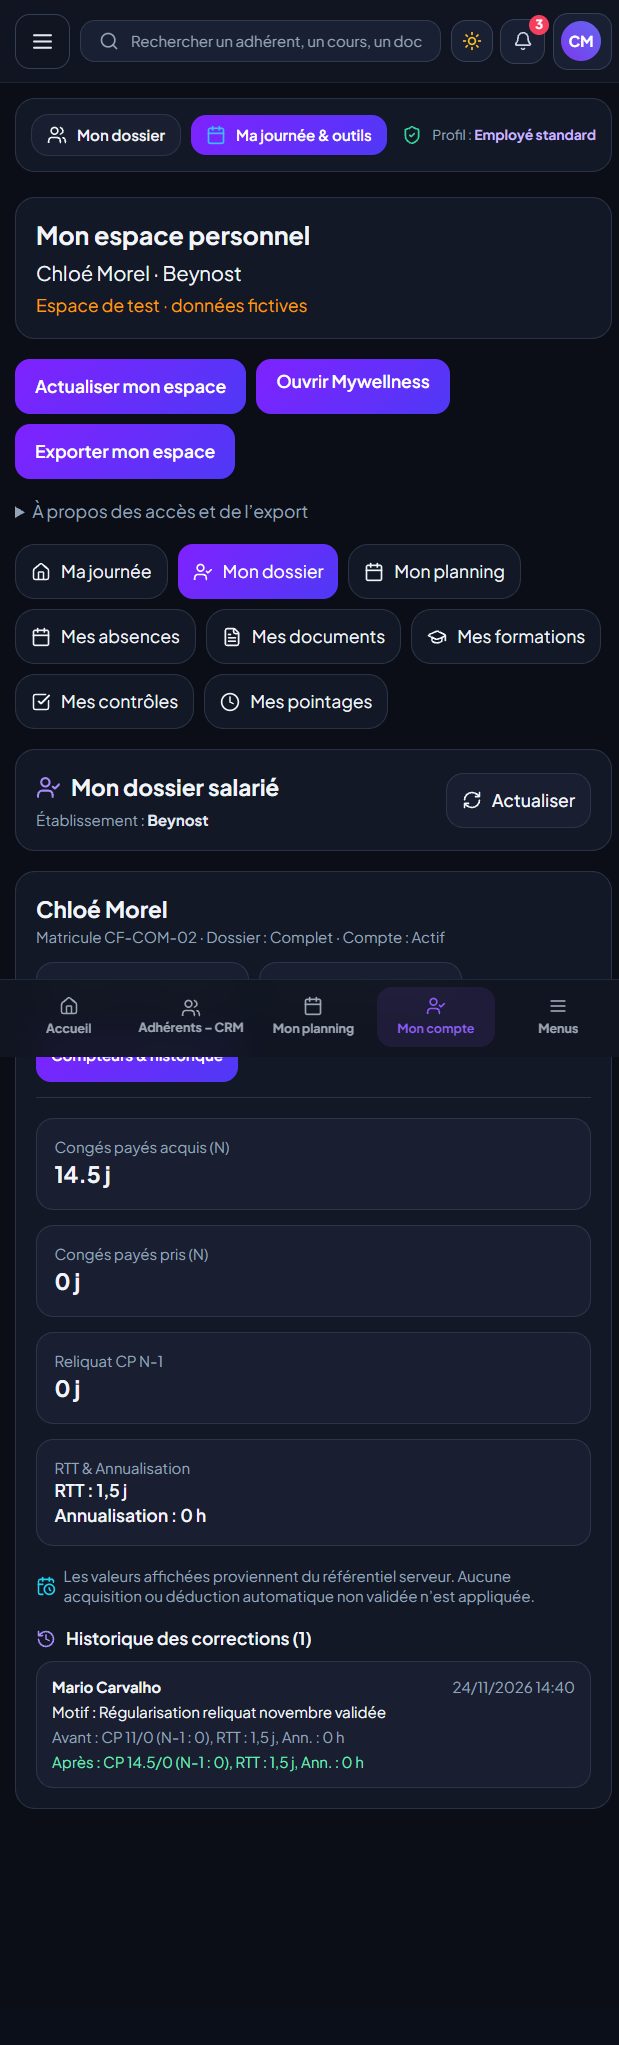 Rechercher un adhérent, un cours, un doc
3
CM
Mon dossier
Ma journée & outils
Profil : Employé standard
Mon espace personnel
Chloé Morel · Beynost
Espace de test · données fictives
Actualiser mon espace
Ouvrir Mywellness
Exporter mon espace
À propos des accès et de l’export
Ma journée
Mon dossier
Mon planning
Mes absences
Mes documents
Mes formations
Mes contrôles
Mes pointages
Mon dossier salarié
Établissement : Beynost
Actualiser
Chloé Morel
Matricule CF-COM-02 · Dossier : Complet · Compte : Actif
Accueil
Adhérents – CRM
Mon planning
Mon compte
Menus
Compteurs & historique
Congés payés acquis (N)
14.5 j
Congés payés pris (N)
0 j
Reliquat CP N-1
0 j
RTT & Annualisation
RTT : 1,5 j
Annualisation : 0 h
Les valeurs affichées proviennent du référentiel serveur. Aucune
acquisition ou déduction automatique non validée n’est appliquée.
Historique des corrections (1)
Mario Carvalho
24/11/2026 14:40
Motif : Régularisation reliquat novembre validée
Avant : CP 11/0 (N-1 : 0), RTT : 1,5 j, Ann. : 0 h
Après : CP 14.5/0 (N-1 : 0), RTT : 1,5 j, Ann. : 0 h